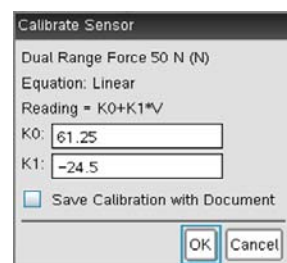 Calibrate Sensor
Dual Range Force 50 N (N)
Equation: Linear
Reading = K0+K1*V
K0: 61.25
K1: -24.5
Save Calibration with Document
OK Cancel